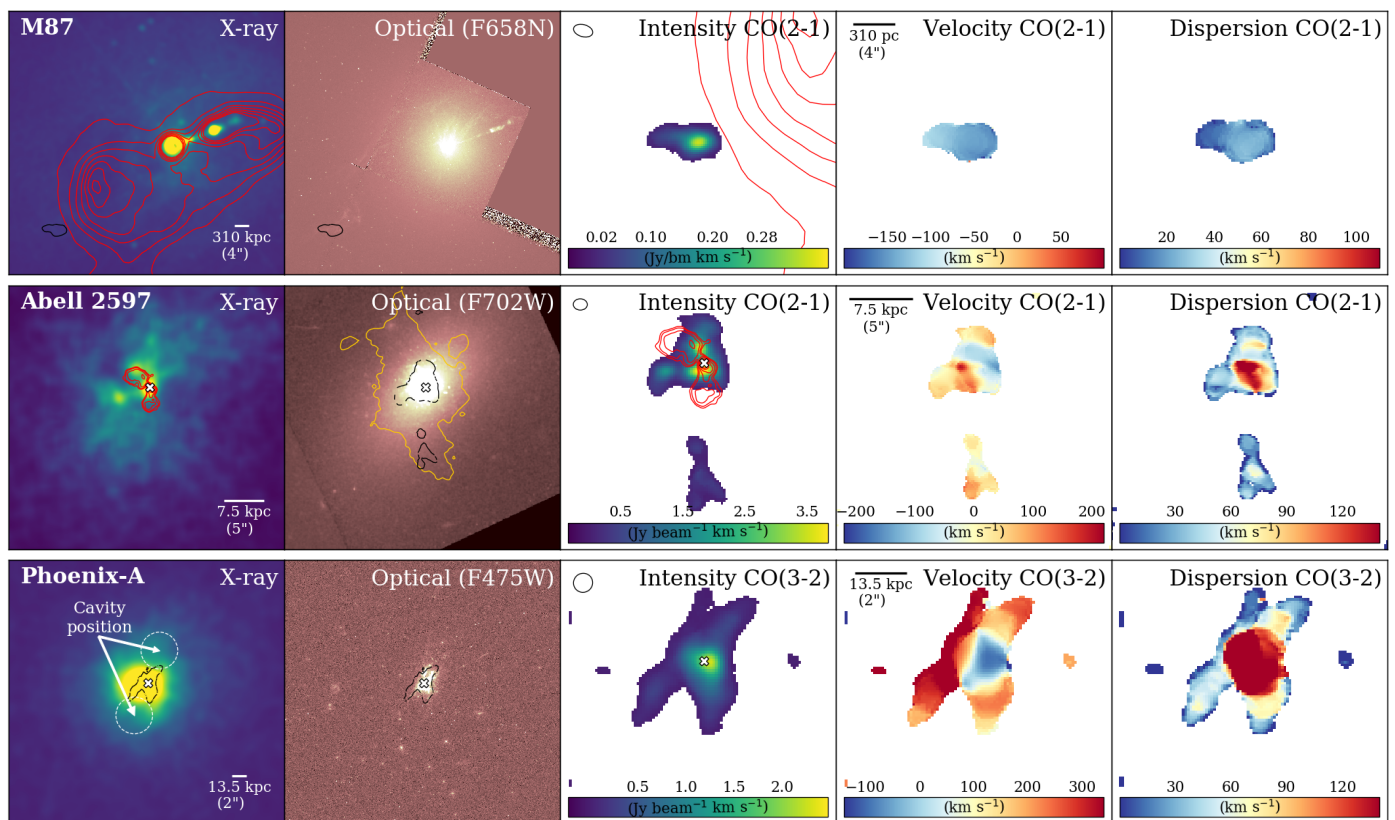 M87 X-ray
310 kpc
(4")
Optical (F658N)
Intensity CO(2-1)
0.02 0.10 0.20 0.28
(Jy/bm km s⁻¹)
310 pc
(4")
Velocity CO(2-1)
−150 −100 −50 0 50
(km s⁻¹)
Dispersion CO(2-1)
20 40 60 80 100
(km s⁻¹)
Abell 2597 X-ray
7.5 kpc
(5")
Optical (F702W)
Intensity CO(2-1)
0.5 1.5 2.5 3.5
(Jy beam⁻¹ km s⁻¹)
7.5 kpc
(5")
Velocity CO(2-1)
−200 −100 0 100 200
(km s⁻¹)
Dispersion CO(2-1)
30 60 90 120
(km s⁻¹)
Phoenix-A X-ray
Cavity
position
13.5 kpc
(2")
Optical (F475W)
Intensity CO(3-2)
0.5 1.0 1.5 2.0
(Jy beam⁻¹ km s⁻¹)
13.5 kpc
(2")
Velocity CO(3-2)
−100 0 100 200 300
(km s⁻¹)
Dispersion CO(3-2)
30 60 90 120
(km s⁻¹)